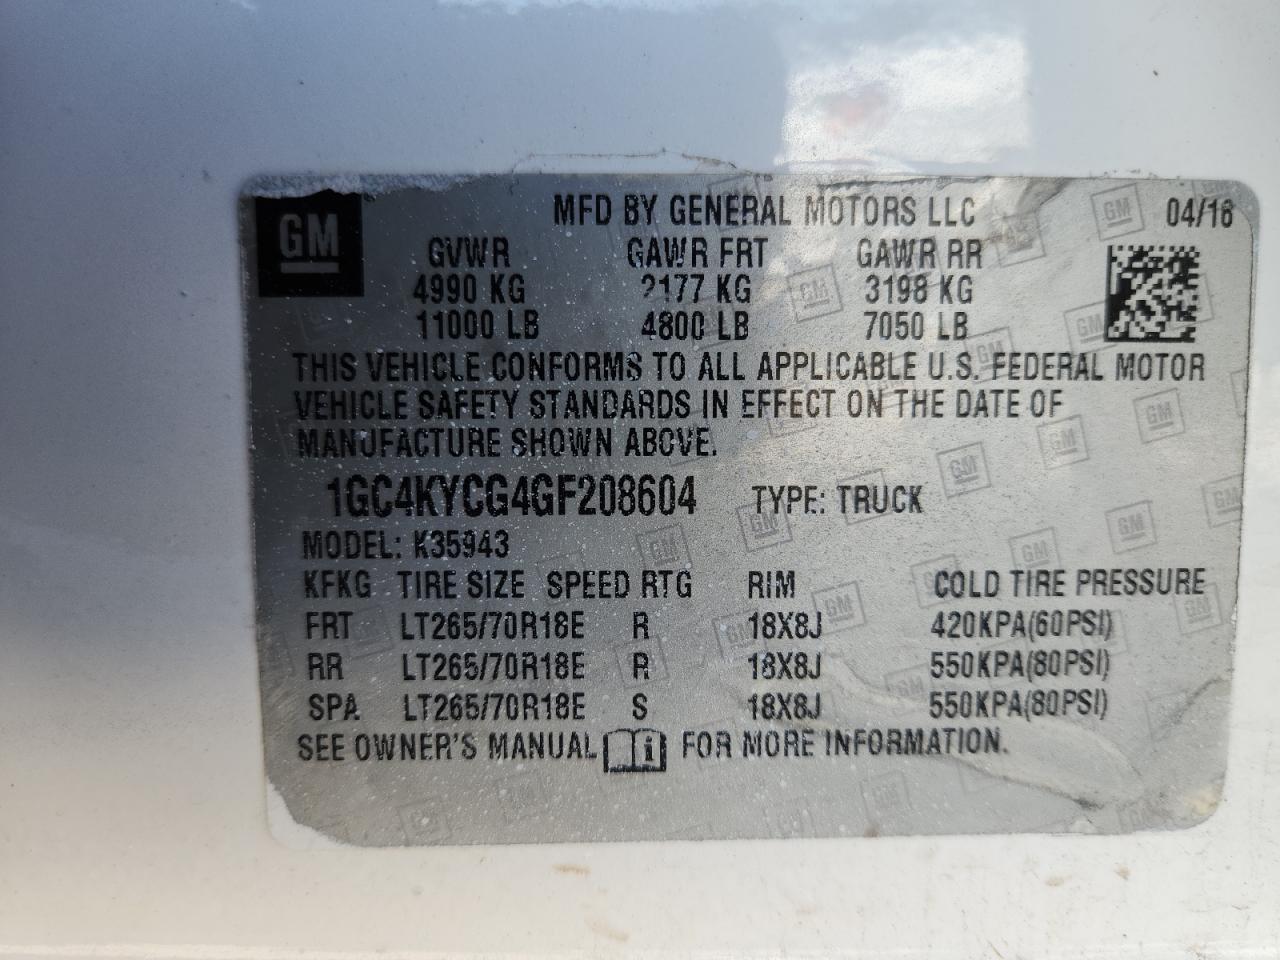 GM
MFD BY GENERAL MOTORS LLC 04/16
GVWR GAWR FRT GAWR RR
4990 KG 2177 KG 3198 KG
11000 LB 4800 LB 7050 LB
THIS VEHICLE CONFORMS TO ALL APPLICABLE U.S. FEDERAL MOTOR
VEHICLE SAFETY STANDARDS IN EFFECT ON THE DATE OF
MANUFACTURE SHOWN ABOVE.
1GC4KYCG4GF208604 TYPE: TRUCK
MODEL: K35943
KFKG TIRE SIZE SPEED RTG RIM COLD TIRE PRESSURE
FRT LT265/70R18E R 18X8J 420KPA(60PSI)
RR LT265/70R18E R 18X8J 550KPA(80PSI)
SPA LT265/70R18E S 18X8J 550KPA(80PSI)
SEE OWNER'S MANUAL FOR MORE INFORMATION.